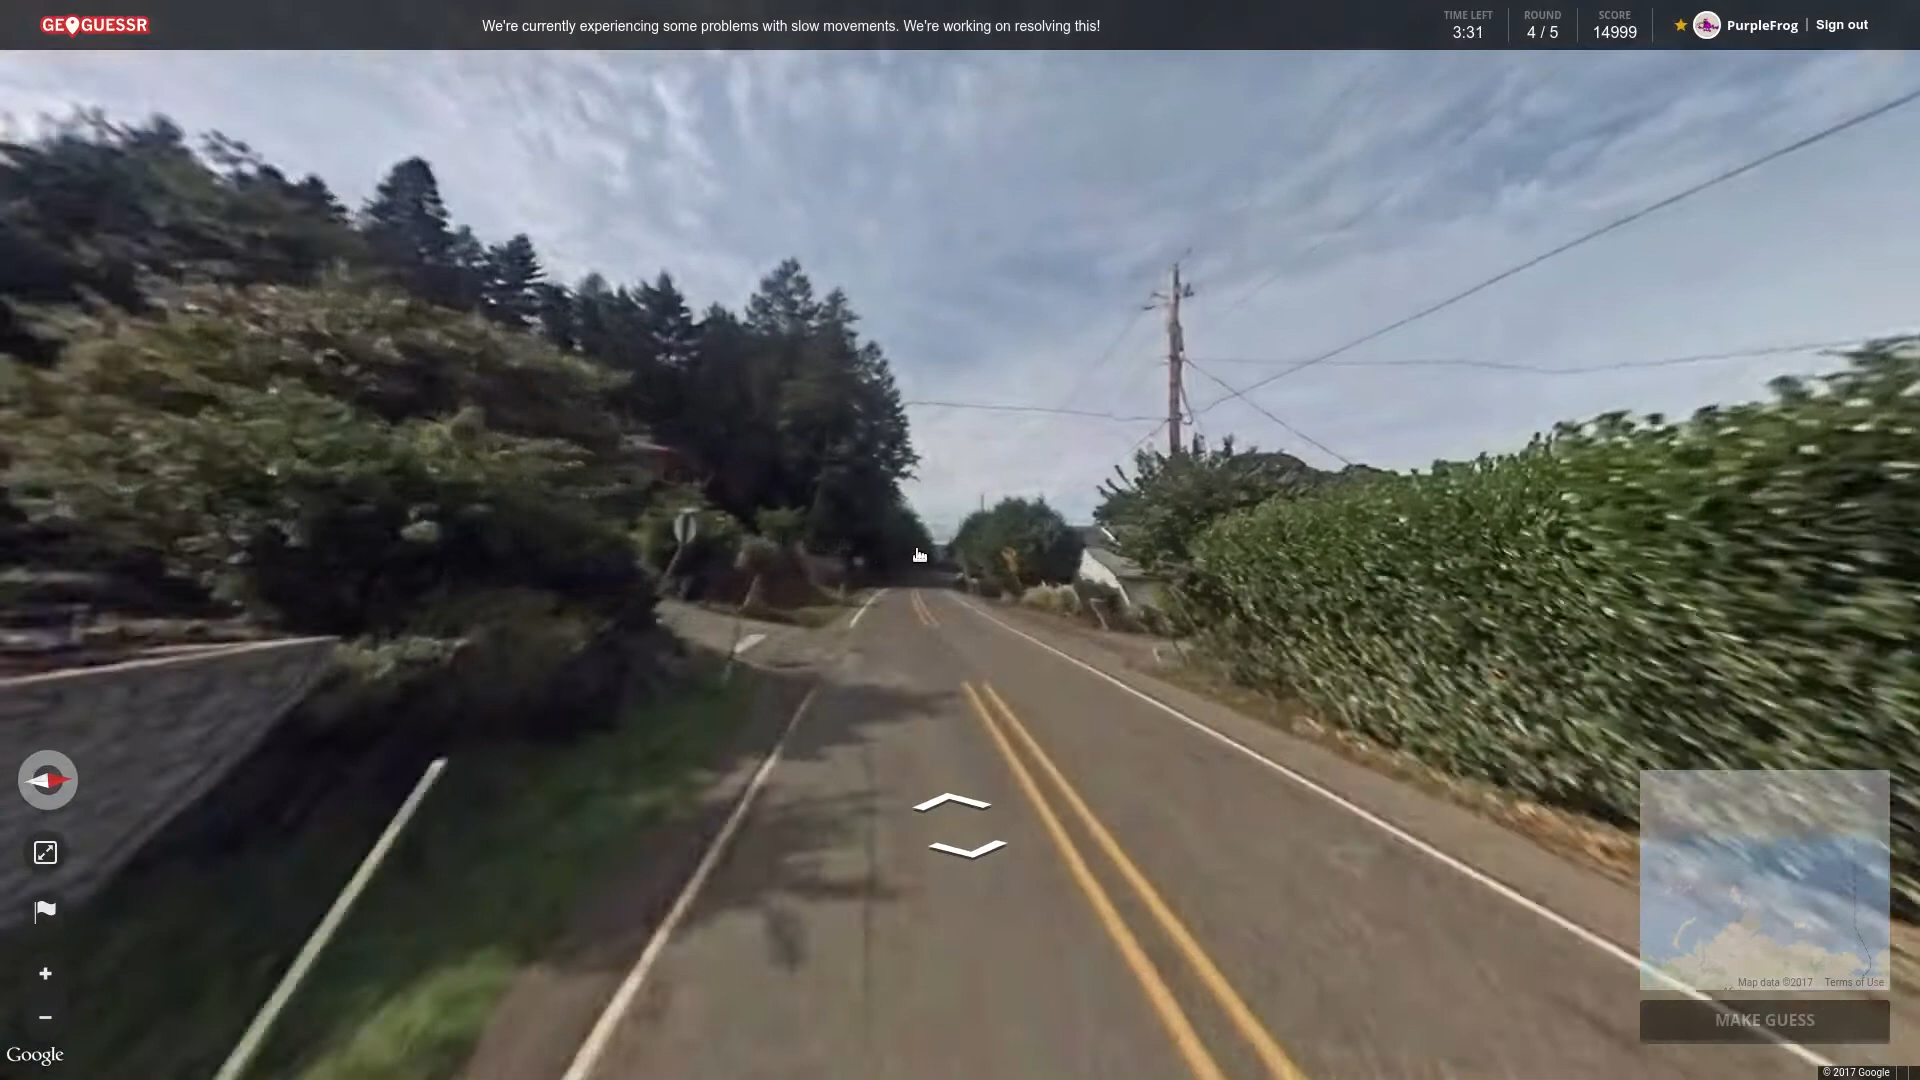 GEOGUESSR
We're currently experiencing some problems with slow movements. We're working on resolving this!
TIME LEFT
3:31
ROUND
4 / 5
SCORE
14999
PurpleFrog | Sign out
Map data ©2017 Terms of Use
MAKE GUESS
Google
© 2017 Google